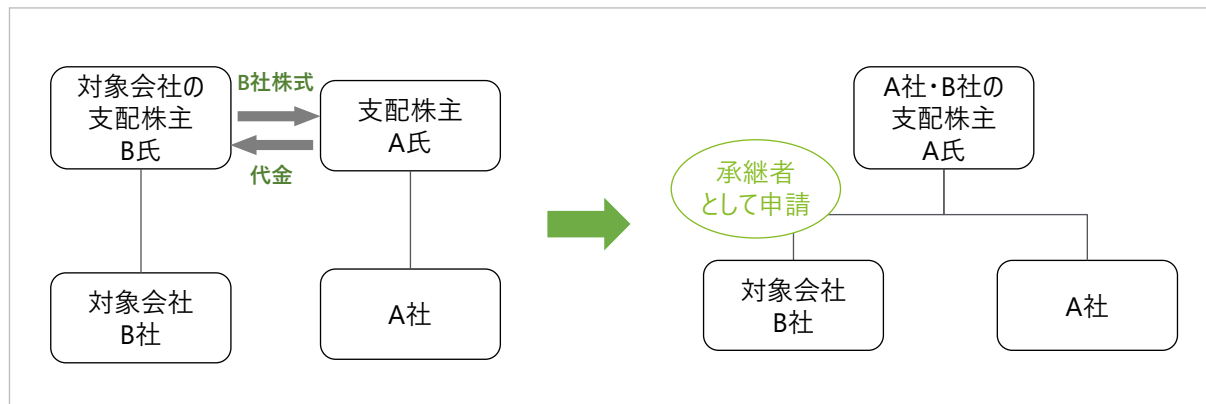 対象会社の
支配株主
B氏
B社株式
代金
支配株主
A氏
対象会社
B社
A社
A社・B社の
支配株主
A氏
承継者
として申請
対象会社
B社
A社